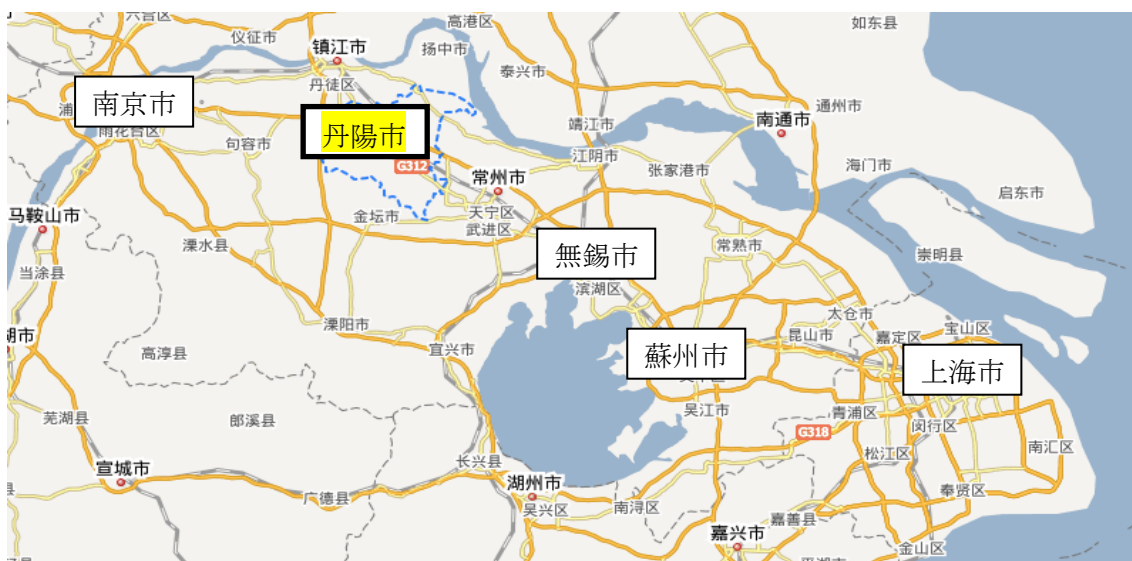 六合区
仪征市
镇江市
高港区
扬中市
如东县
泰兴市
丹徒区
南京市
通州市
雨花台区
句容市
丹陽市
靖江市
南通市
江阴市
张家港市
海门市
G312
常州市
启东市
马鞍山市
金坛市
天宁区
武进区
溧水县
常熟市
崇明县
無錫市
当涂县
滨湖区
太仓市
溧阳市
昆山市
嘉定区
宝山区
湖市
高淳县
宜兴市
蘇州市
上海市
芜湖县
郎溪县
吴江市
青浦区
G318
闵行区
松江区
南汇区
宣城市
长兴县
湖州市
广德县
吴兴区
南浔区
奉贤区
嘉善县
嘉兴市
金山区
平湖市